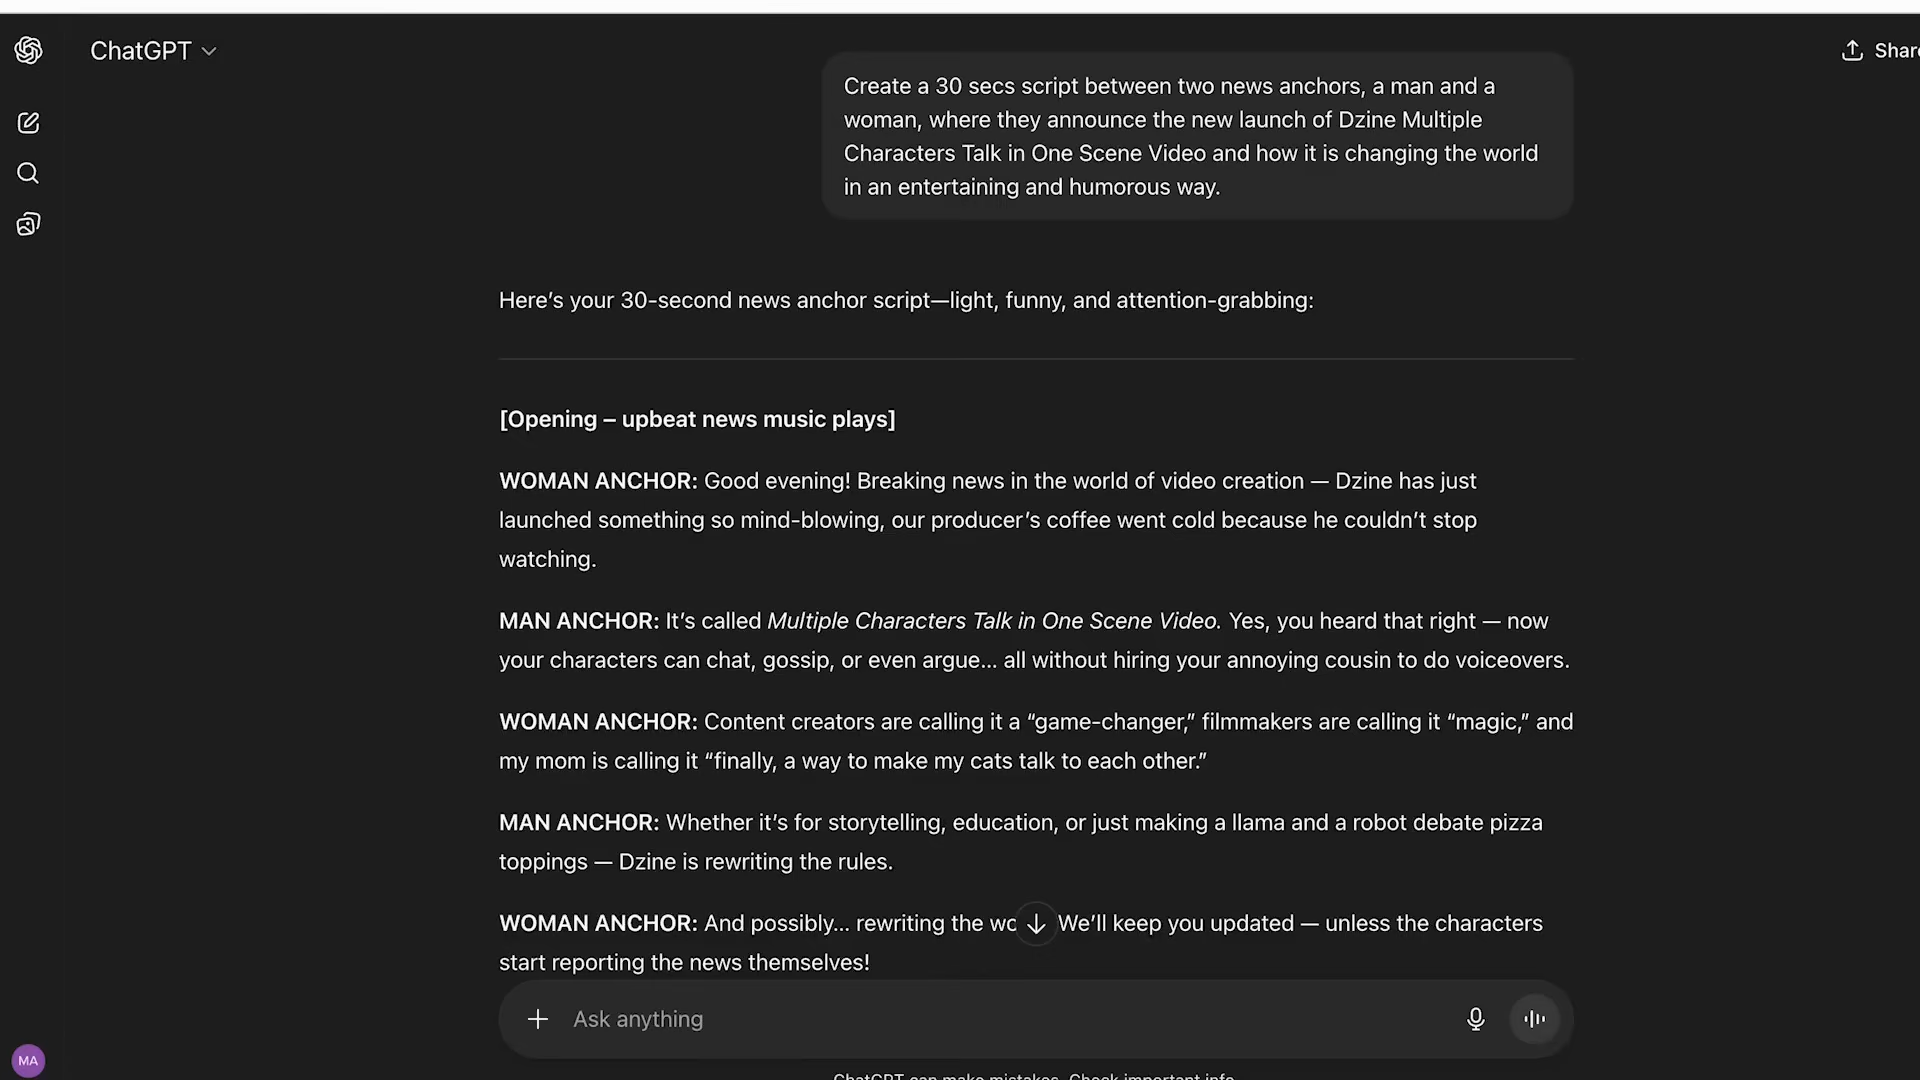 ChatGPT
Share
Create a 30 secs script between two news anchors, a man and a
woman, where they announce the new launch of Dzine Multiple
Characters Talk in One Scene Video and how it is changing the world
in an entertaining and humorous way.
Here’s your 30-second news anchor script—light, funny, and attention-grabbing:
[Opening – upbeat news music plays]
WOMAN ANCHOR: Good evening! Breaking news in the world of video creation — Dzine has just
launched something so mind-blowing, our producer’s coffee went cold because he couldn’t stop
watching.
MAN ANCHOR: It’s called Multiple Characters Talk in One Scene Video. Yes, you heard that right — now
your characters can chat, gossip, or even argue… all without hiring your annoying cousin to do voiceovers.
WOMAN ANCHOR: Content creators are calling it a “game-changer,” filmmakers are calling it “magic,” and
my mom is calling it “finally, a way to make my cats talk to each other.”
MAN ANCHOR: Whether it’s for storytelling, education, or just making a llama and a robot debate pizza
toppings — Dzine is rewriting the rules.
WOMAN ANCHOR: And possibly… rewriting the We’ll keep you updated — unless the characters
start reporting the news themselves!
Ask anything
MA
ChatGPT can make mistakes. Check important info.